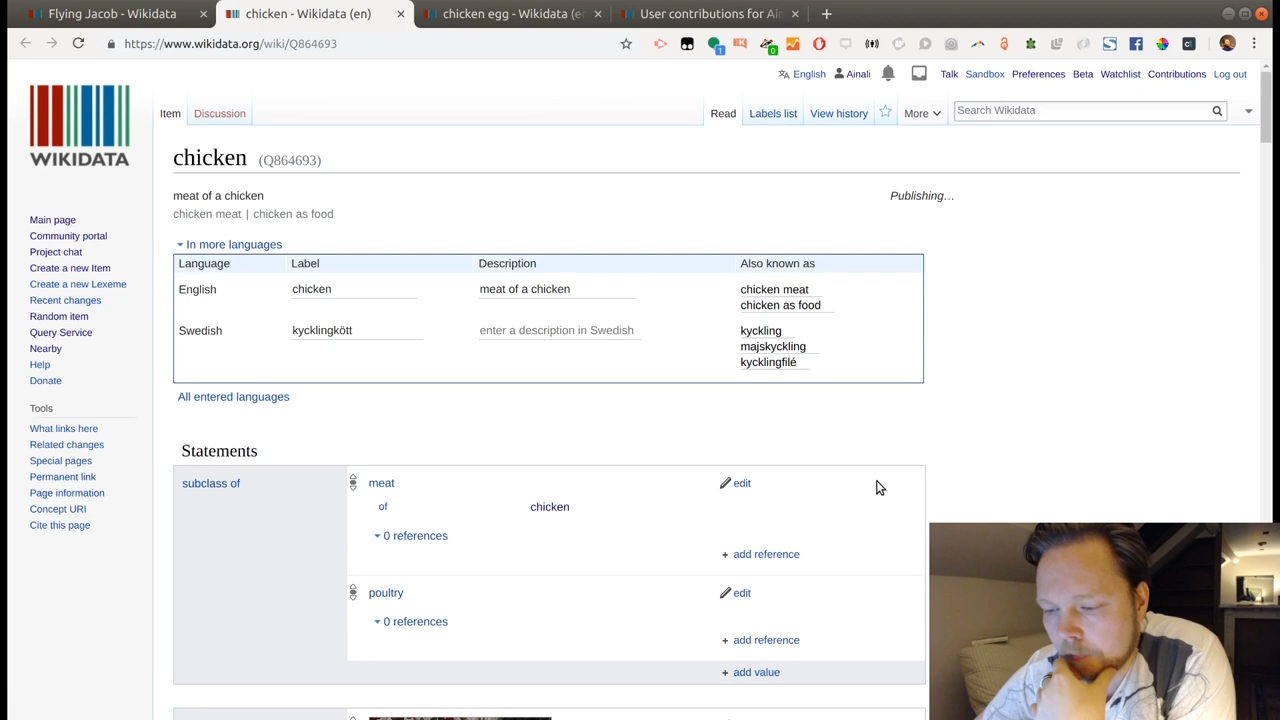 Flying Jacob - Wikidata
chicken - Wikidata (en)
chicken egg - Wikidata (en
User contributions for Ain
https://www.wikidata.org/wiki/Q864693
1
0
English Ainali Talk Sandbox Preferences Beta Watchlist Contributions Log out
Item Discussion Read Labels list View history More Search Wikidata
WIKIDATA
Main page
Community portal
Project chat
Create a new Item
Create a new Lexeme
Recent changes
Random item
Query Service
Nearby
Help
Donate
Tools
What links here
Related changes
Special pages
Permanent link
Page information
Concept URI
Cite this page
chicken (Q864693)
meat of a chicken
Publishing…
chicken meat | chicken as food
In more languages
Language Label Description Also known as
English chicken meat of a chicken chicken meat
chicken as food
Swedish kycklingkött enter a description in Swedish kyckling
majskyckling
kycklingfilé
All entered languages
Statements
subclass of meat edit
of chicken
0 references
+ add reference
poultry edit
0 references
+ add reference
+ add value